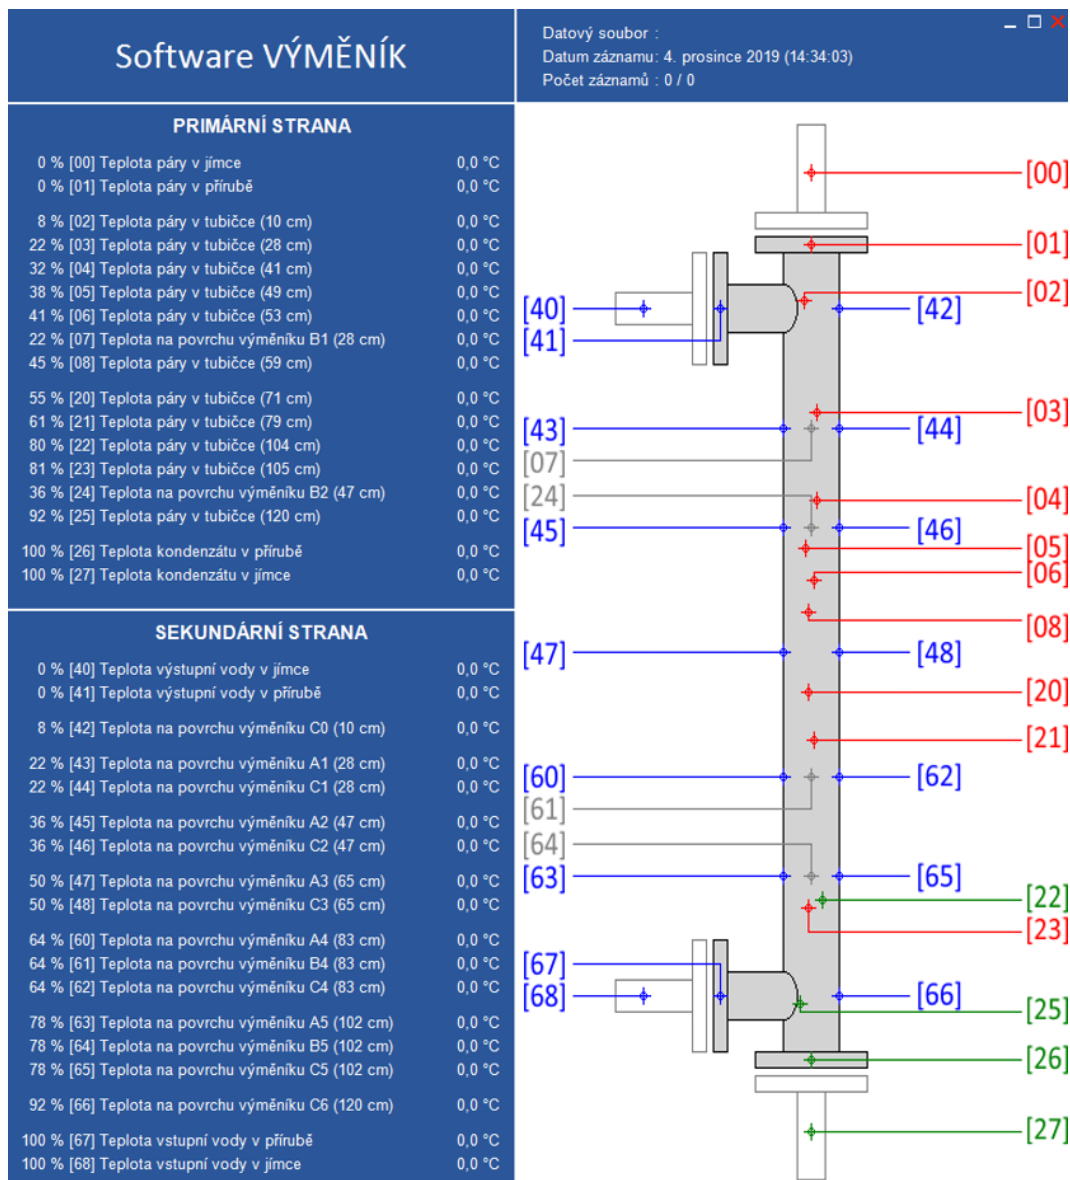 Software VÝMĚNÍK
Datový soubor :
Datum záznamu: 4. prosince 2019 (14:34:03)
Počet záznamů : 0 / 0
PRIMÁRNÍ STRANA
0 % [00] Teplota páry v jímce 0,0 °C
0 % [01] Teplota páry v přírubě 0,0 °C
8 % [02] Teplota páry v tubičce (10 cm) 0,0 °C
22 % [03] Teplota páry v tubičce (28 cm) 0,0 °C
32 % [04] Teplota páry v tubičce (41 cm) 0,0 °C
38 % [05] Teplota páry v tubičce (49 cm) 0,0 °C
41 % [06] Teplota páry v tubičce (53 cm) 0,0 °C
22 % [07] Teplota na povrchu výměníku B1 (28 cm) 0,0 °C
45 % [08] Teplota páry v tubičce (59 cm) 0,0 °C
55 % [20] Teplota páry v tubičce (71 cm) 0,0 °C
61 % [21] Teplota páry v tubičce (79 cm) 0,0 °C
80 % [22] Teplota páry v tubičce (104 cm) 0,0 °C
81 % [23] Teplota páry v tubičce (105 cm) 0,0 °C
36 % [24] Teplota na povrchu výměníku B2 (47 cm) 0,0 °C
92 % [25] Teplota páry v tubičce (120 cm) 0,0 °C
100 % [26] Teplota kondenzátu v přírubě 0,0 °C
100 % [27] Teplota kondenzátu v jímce 0,0 °C
SEKUNDÁRNÍ STRANA
0 % [40] Teplota výstupní vody v jímce 0,0 °C
0 % [41] Teplota výstupní vody v přírubě 0,0 °C
8 % [42] Teplota na povrchu výměníku C0 (10 cm) 0,0 °C
22 % [43] Teplota na povrchu výměníku A1 (28 cm) 0,0 °C
22 % [44] Teplota na povrchu výměníku C1 (28 cm) 0,0 °C
36 % [45] Teplota na povrchu výměníku A2 (47 cm) 0,0 °C
36 % [46] Teplota na povrchu výměníku C2 (47 cm) 0,0 °C
50 % [47] Teplota na povrchu výměníku A3 (65 cm) 0,0 °C
50 % [48] Teplota na povrchu výměníku C3 (65 cm) 0,0 °C
64 % [60] Teplota na povrchu výměníku A4 (83 cm) 0,0 °C
64 % [61] Teplota na povrchu výměníku B4 (83 cm) 0,0 °C
64 % [62] Teplota na povrchu výměníku C4 (83 cm) 0,0 °C
78 % [63] Teplota na povrchu výměníku A5 (102 cm) 0,0 °C
78 % [64] Teplota na povrchu výměníku B5 (102 cm) 0,0 °C
78 % [65] Teplota na povrchu výměníku C5 (102 cm) 0,0 °C
92 % [66] Teplota na povrchu výměníku C6 (120 cm) 0,0 °C
100 % [67] Teplota vstupní vody v přírubě 0,0 °C
100 % [68] Teplota vstupní vody v jímce 0,0 °C
[00]
[01]
[02]
[40]
[42]
[41]
[03]
[43]
[44]
[07]
[24]
[04]
[45]
[46]
[05]
[06]
[08]
[47]
[48]
[20]
[21]
[60]
[62]
[61]
[64]
[63]
[65]
[22]
[23]
[67]
[68]
[66]
[25]
[26]
[27]